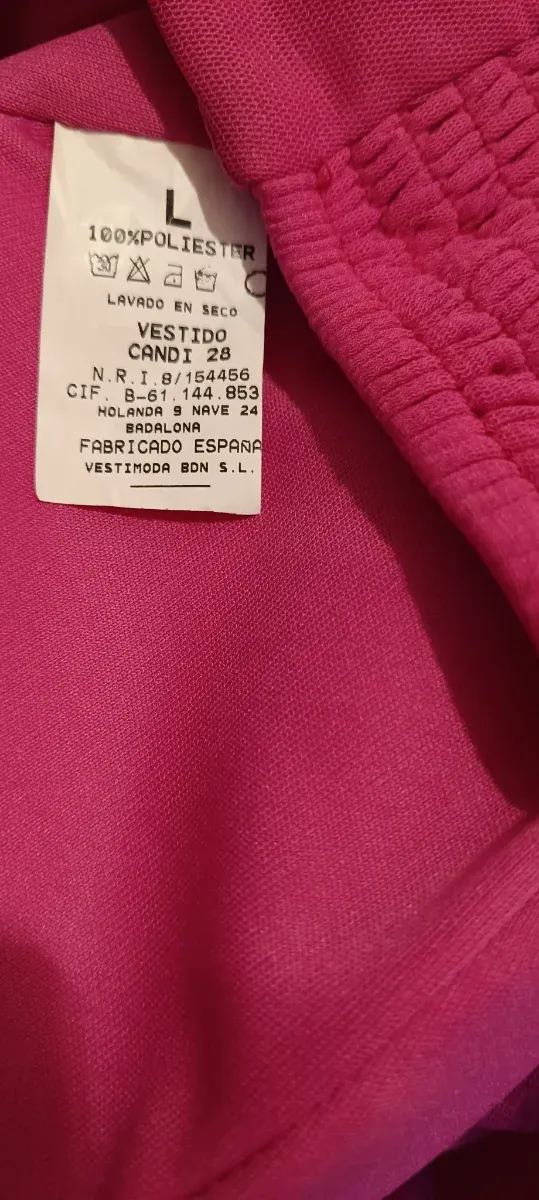 L
100%POLIESTER
30
LAVADO EN SECO
VESTIDO
CANDI 28
N.R.I.8/154456
CIF. B-61.144.853
HOLANDA 9 NAVE 24
BADALONA
FABRICADO ESPAÑA
VESTIMODA BDN S.L.